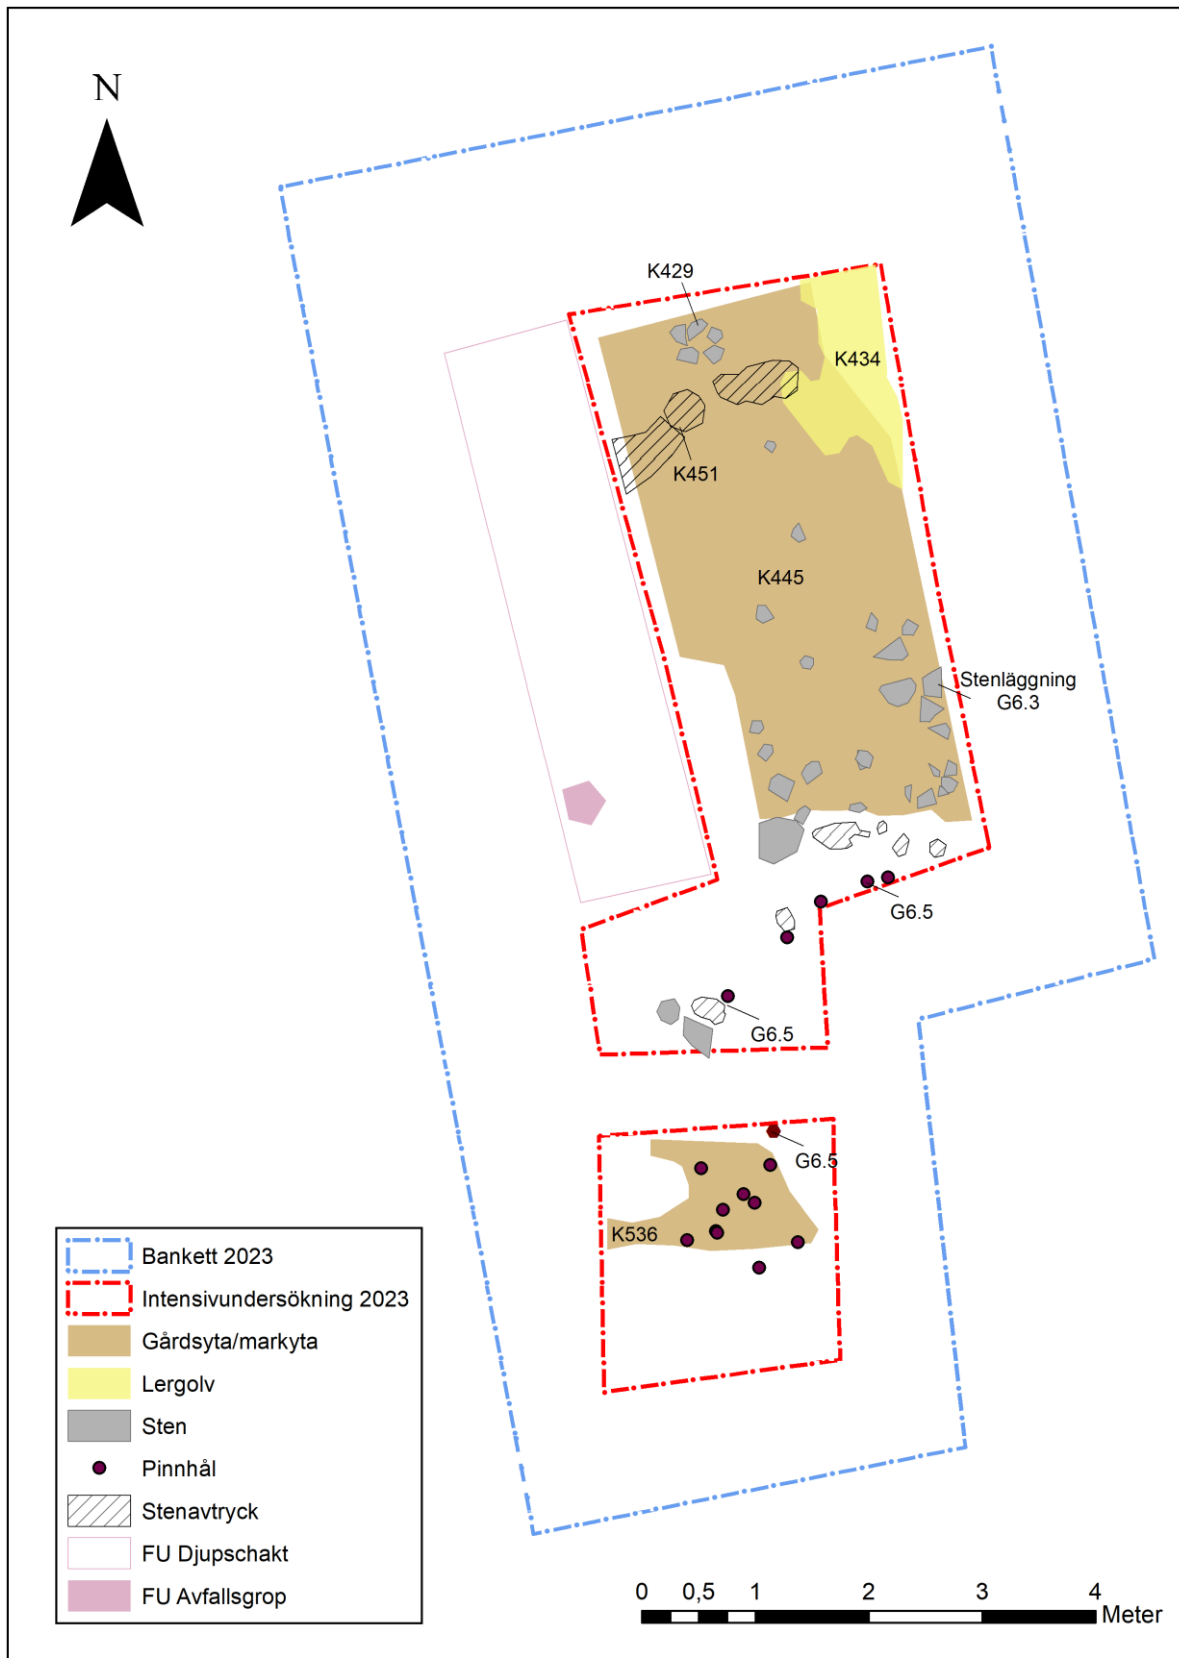 N
K429
K434
K451
K445
Stenläggning
G6.3
G6.5
G6.5
G6.5
K536
Bankett 2023
Intensivundersökning 2023
Gårdsyta/markyta
Lergolv
Sten
Pinnhål
Stenavtryck
FU Djupschakt
FU Avfallsgrop
0 0,5 1 2 3 4
Meter